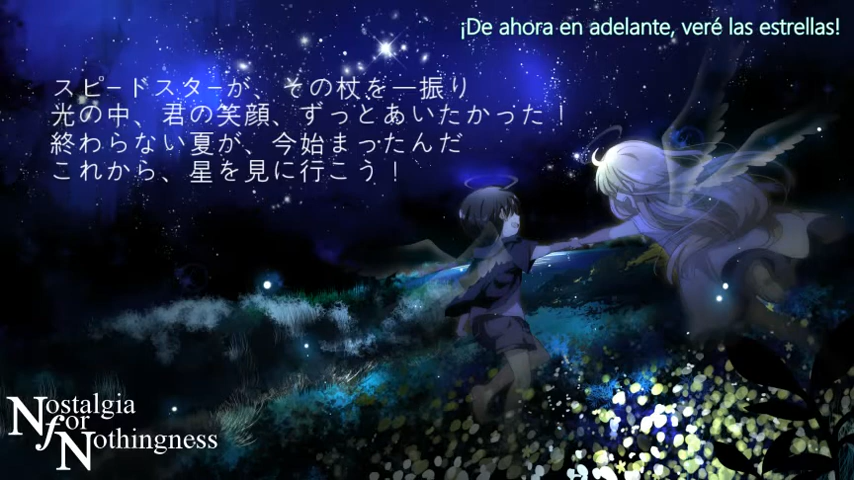 ¡De ahora en adelante, veré las estrellas!
スピードスターが、その杖を一振り
光の中、君の笑顔、ずっとあいたかった！
終わらない夏が、今始まったんだ
これから、星を見に行こう！
Nostalgia
for
Nothingness